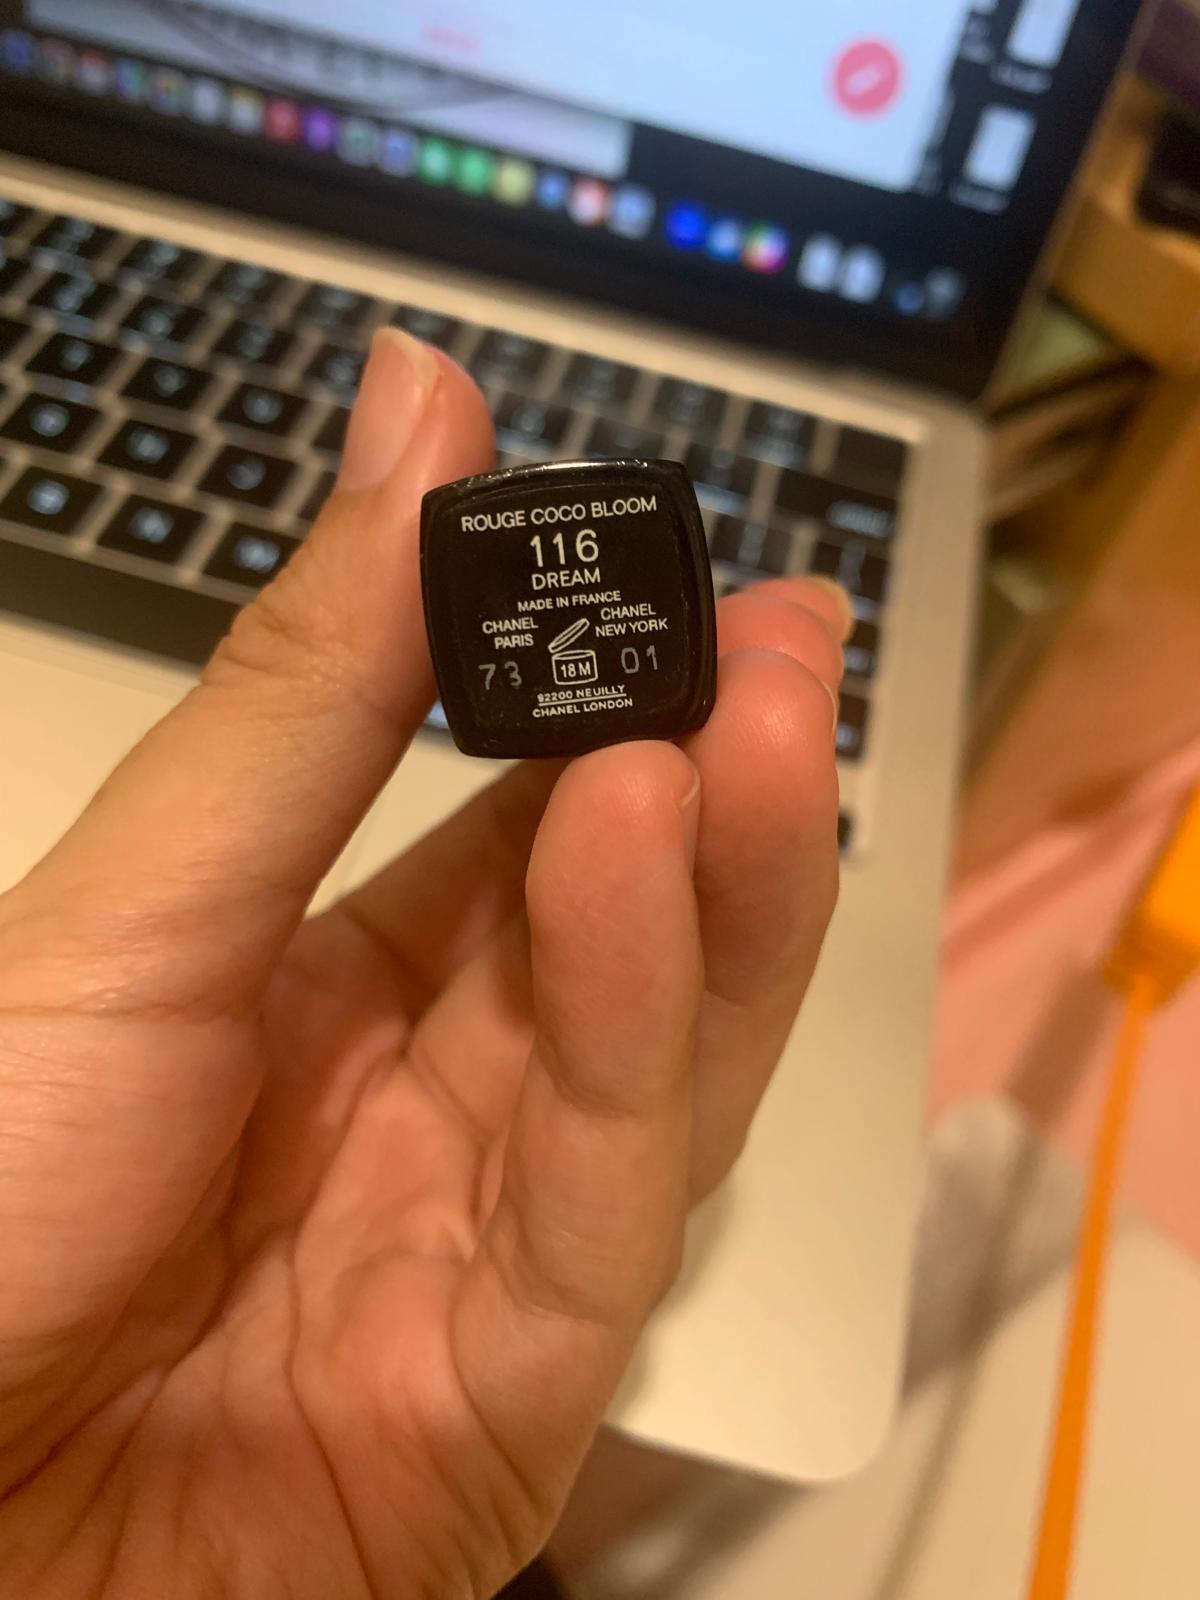 ROUGE COCO BLOOM
116
DREAM
MADE IN FRANCE
CHANEL
PARIS
CHANEL
NEW YORK
73
18 M
01
92200 NEUILLY
CHANEL LONDON